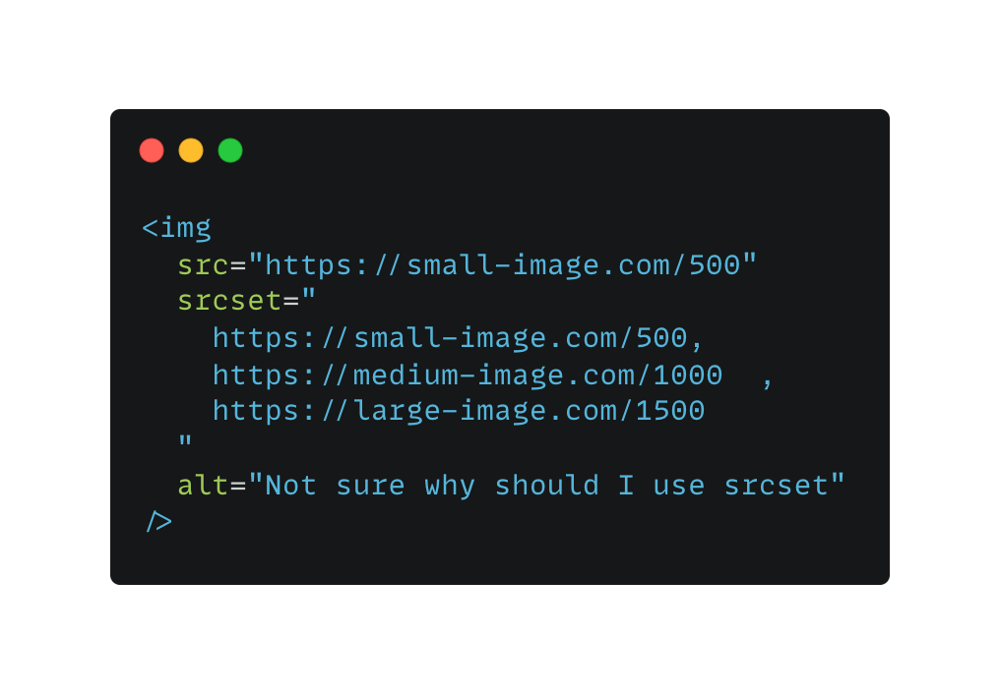 <img
  src="https://small-image.com/500"
  srcset="
    https://small-image.com/500,
    https://medium-image.com/1000  ,
    https://large-image.com/1500
  "
  alt="Not sure why should I use srcset"
/>